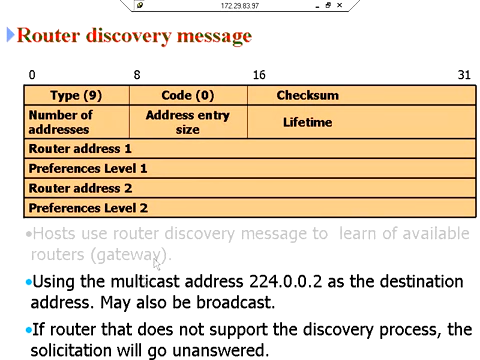 172.29.83.97
Router discovery message
0 8 16 31
Type (9) Code (0) Checksum
Number of addresses Address entry size Lifetime
Router address 1
Preferences Level 1
Router address 2
Preferences Level 2
•Hosts use router discovery message to learn of available
routers (gateway).
•Using the multicast address 224.0.0.2 as the destination
address. May also be broadcast.
•If router that does not support the discovery process, the
solicitation will go unanswered.